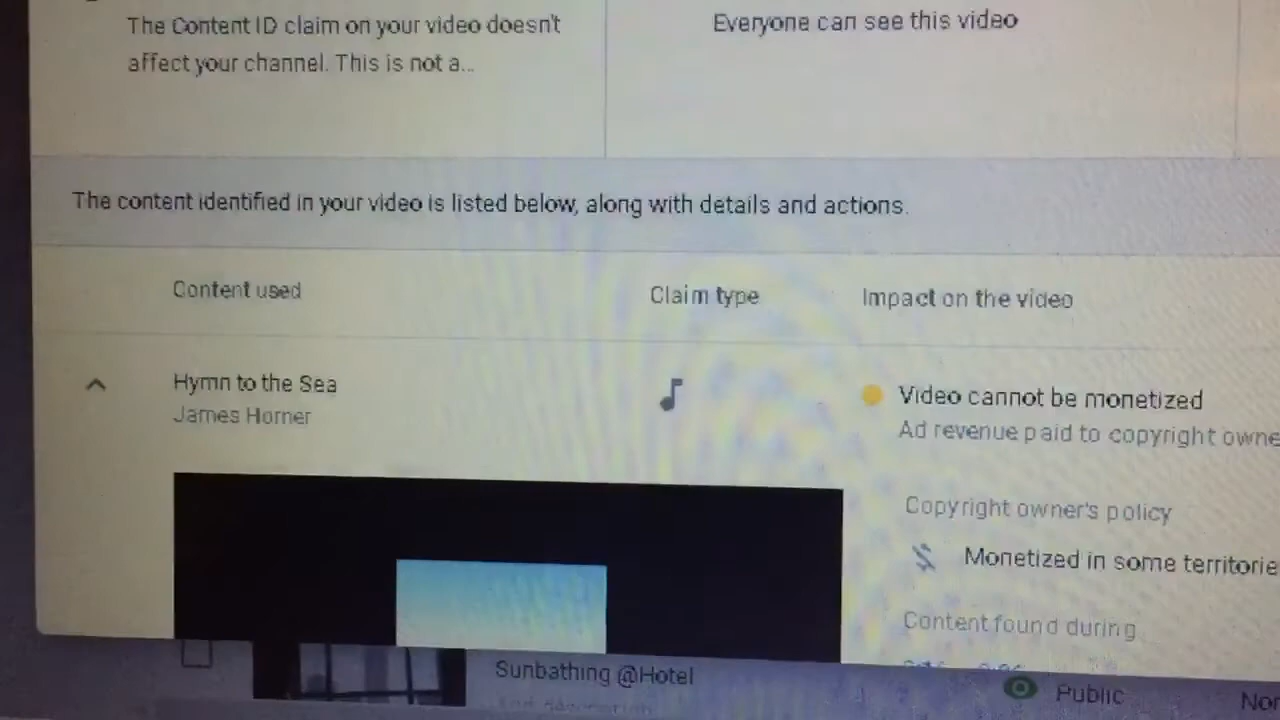 The Content ID claim on your video doesn't
affect your channel. This is not a...
Everyone can see this video
The content identified in your video is listed below, along with details and actions.
Content used
Claim type
Impact on the video
Hymn to the Sea
James Horner
Video cannot be monetized
Ad revenue paid to copyright owne
Copyright owner's policy
Monetized in some territorie
Content found during
Sunbathing @Hotel
Public
Non